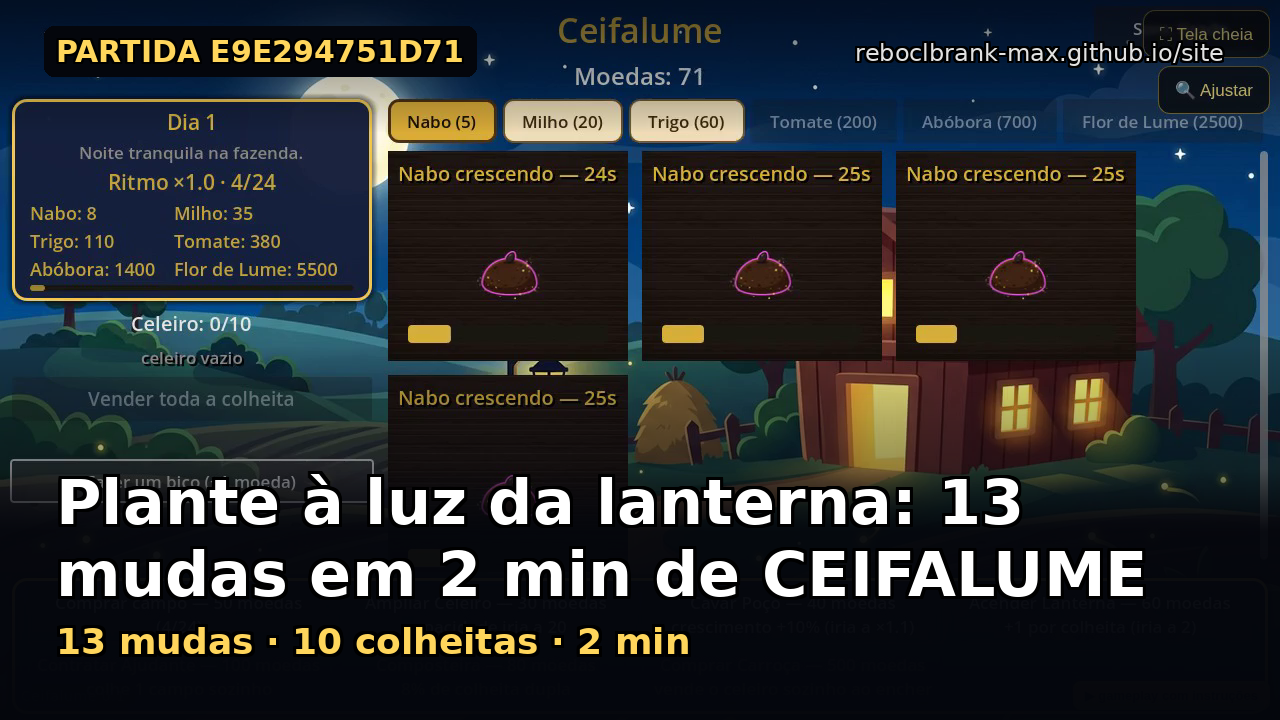 PARTIDA E9E294751D71
Ceifalume
Moedas: 71
Tela cheia
reboclbrank-max.github.io/site
Ajustar
Dia 1
Noite tranquila na fazenda.
Ritmo ×1.0 · 4/24
Nabo: 8 Milho: 35
Trigo: 110 Tomate: 380
Abóbora: 1400 Flor de Lume: 5500
Celeiro: 0/10
celeiro vazio
Vender toda a colheita
Nabo (5) Milho (20) Trigo (60) Tomate (200) Abóbora (700) Flor de Lume (2500)
Nabo crescendo — 24s
Nabo crescendo — 25s
Nabo crescendo — 25s
Nabo crescendo — 25s
Plante à luz da lanterna: 13
mudas em 2 min de CEIFALUME
13 mudas · 10 colheitas · 2 min